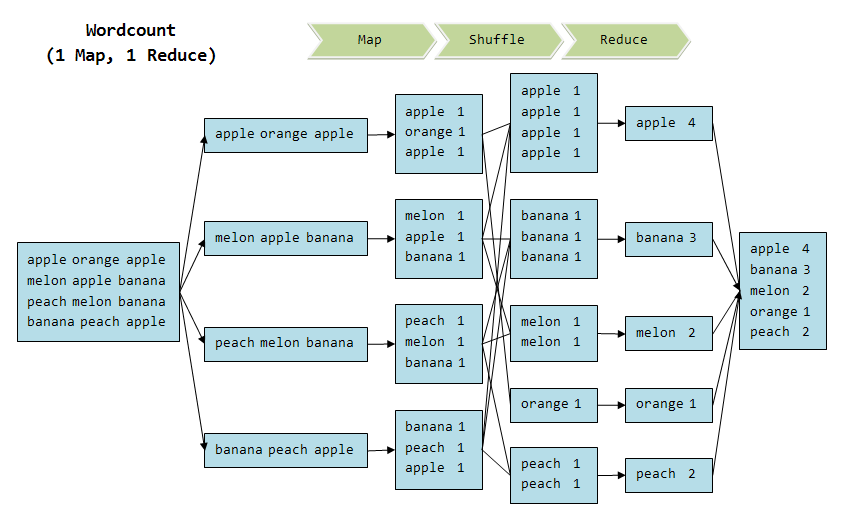 Wordcount
(1 Map, 1 Reduce)
Map
Shuffle
Reduce
apple orange apple
melon apple banana
peach melon banana
banana peach apple
apple orange apple
melon apple banana
peach melon banana
banana peach apple
apple 1
orange 1
apple 1
melon 1
apple 1
banana 1
peach 1
melon 1
banana 1
banana 1
peach 1
apple 1
apple 1
apple 1
apple 1
apple 1
banana 1
banana 1
banana 1
melon 1
melon 1
orange 1
peach 1
peach 1
apple 4
banana 3
melon 2
orange 1
peach 2
apple 4
banana 3
melon 2
orange 1
peach 2